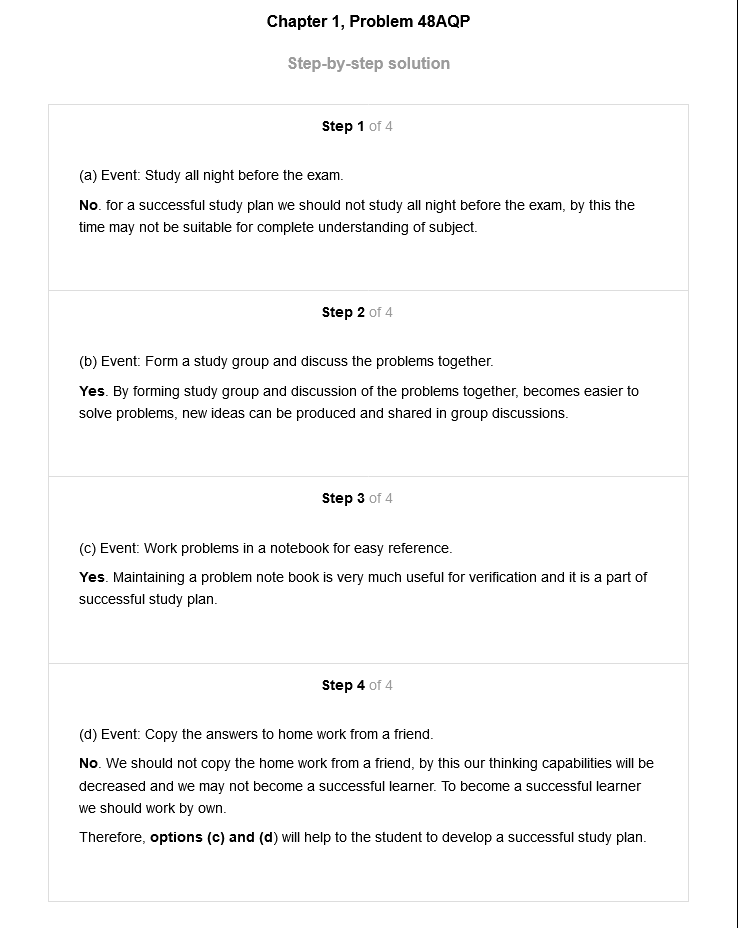 Chapter 1, Problem 48AQP
Step-by-step solution
Step 1 of 4
(a) Event: Study all night before the exam.
No. for a successful study plan we should not study all night before the exam, by this the
time may not be suitable for complete understanding of subject.
Step 2 of 4
(b) Event: Form a study group and discuss the problems together.
Yes. By forming study group and discussion of the problems together, becomes easier to
solve problems, new ideas can be produced and shared in group discussions.
Step 3 of 4
(c) Event: Work problems in a notebook for easy reference.
Yes. Maintaining a problem note book is very much useful for verification and it is a part of
successful study plan.
Step 4 of 4
(d) Event: Copy the answers to home work from a friend.
No. We should not copy the home work from a friend, by this our thinking capabilities will be
decreased and we may not become a successful learner. To become a successful learner
we should work by own.
Therefore, options (c) and (d) will help to the student to develop a successful study plan.